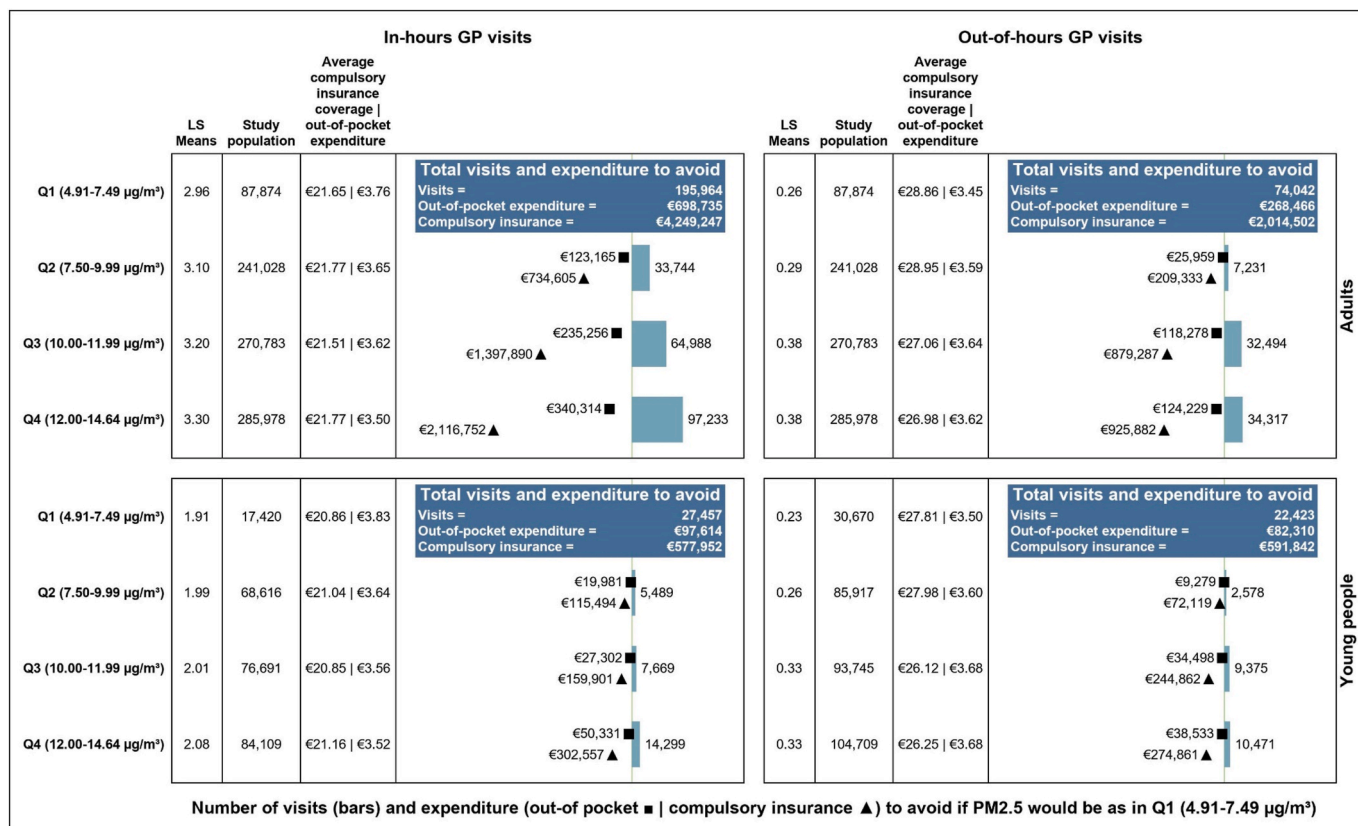 In-hours GP visits
LS Means
Study population
Average compulsory insurance coverage | out-of-pocket expenditure
Total visits and expenditure to avoid
Visits = 195,964
Out-of-pocket expenditure = €698,735
Compulsory insurance = €4,249,247
Q1 (4.91-7.49 µg/m³) 2.96 87,874 €21.65 | €3.76
Q2 (7.50-9.99 µg/m³) 3.10 241,028 €21.77 | €3.65 €123,165 ■ €734,605 ▲ 33,744
Q3 (10.00-11.99 µg/m³) 3.20 270,783 €21.51 | €3.62 €235,256 ■ €1,397,890 ▲ 64,988
Q4 (12.00-14.64 µg/m³) 3.30 285,978 €21.77 | €3.50 €340,314 ■ €2,116,752 ▲ 97,233
Out-of-hours GP visits
LS Means
Study population
Average compulsory insurance coverage | out-of-pocket expenditure
Total visits and expenditure to avoid
Visits = 74,042
Out-of-pocket expenditure = €268,466
Compulsory insurance = €2,014,502
0.26 87,874 €28.86 | €3.45
0.29 241,028 €28.95 | €3.59 €25,959 ■ €209,333 ▲ 7,231
0.38 270,783 €27.06 | €3.64 €118,278 ■ €879,287 ▲ 32,494
0.38 285,978 €26.98 | €3.62 €124,229 ■ €925,882 ▲ 34,317
Adults
Total visits and expenditure to avoid
Visits = 27,457
Out-of-pocket expenditure = €97,614
Compulsory insurance = €577,952
Q1 (4.91-7.49 µg/m³) 1.91 17,420 €20.86 | €3.83
Q2 (7.50-9.99 µg/m³) 1.99 68,616 €21.04 | €3.64 €19,981 ■ €115,494 ▲ 5,489
Q3 (10.00-11.99 µg/m³) 2.01 76,691 €20.85 | €3.56 €27,302 ■ €159,901 ▲ 7,669
Q4 (12.00-14.64 µg/m³) 2.08 84,109 €21.16 | €3.52 €50,331 ■ €302,557 ▲ 14,299
Total visits and expenditure to avoid
Visits = 22,423
Out-of-pocket expenditure = €82,310
Compulsory insurance = €591,842
0.23 30,670 €27.81 | €3.50
0.26 85,917 €27.98 | €3.60 €9,279 ■ €72,119 ▲ 2,578
0.33 93,745 €26.12 | €3.68 €34,498 ■ €244,862 ▲ 9,375
0.33 104,709 €26.25 | €3.68 €38,533 ■ €274,861 ▲ 10,471
Young people
Number of visits (bars) and expenditure (out-of pocket ■ | compulsory insurance ▲) to avoid if PM2.5 would be as in Q1 (4.91-7.49 µg/m³)